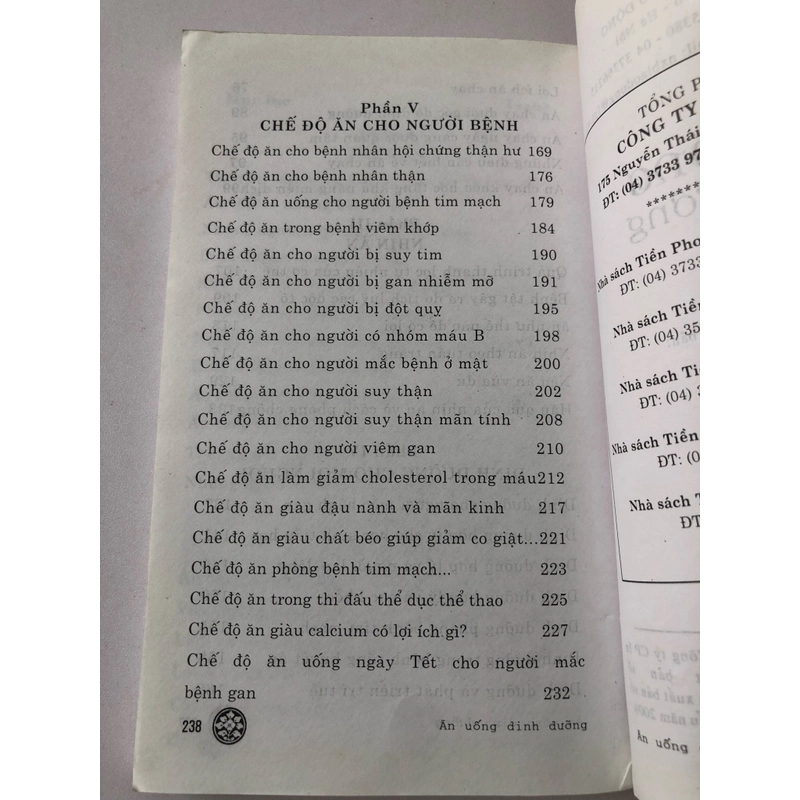 Phần V
CHẾ ĐỘ ĂN CHO NGƯỜI BỆNH
Chế độ ăn cho bệnh nhân hội chứng thận hư 169
Chế độ ăn cho bệnh nhân thận 176
Chế độ ăn uống cho người bệnh tim mạch 179
Chế độ ăn trong bệnh viêm khớp 184
Chế độ ăn cho người bị suy tim 190
Chế độ ăn cho người bị gan nhiễm mỡ 191
Chế độ ăn cho người bị đột quỵ 195
Chế độ ăn cho người có nhóm máu B 198
Chế độ ăn cho người mắc bệnh ở mật 200
Chế độ ăn cho người suy thận 202
Chế độ ăn cho người suy thận mãn tính 208
Chế độ ăn cho người viêm gan 210
Chế độ ăn làm giảm cholesterol trong máu212
Chế độ ăn giàu đậu nành và mãn kinh 217
Chế độ ăn giàu chất béo giúp giảm co giật...221
Chế độ ăn phòng bệnh tim mạch... 223
Chế độ ăn trong thi đấu thể dục thể thao 225
Chế độ ăn giàu calcium có lợi ích gì? 227
Chế độ ăn uống ngày Tết cho người mắc
bệnh gan 232
238 Ăn uống dinh dưỡng
TỔNG P
CÔNG TY
175 Nguyễn Thái
ĐT: (04) 3733 97
*******
Nhà sách Tiền Pho
ĐT: (04) 3733
Nhà sách Tiền
ĐT: (04) 35
Nhà sách Tiề
ĐT: (04)
Nhà sách Tiền
ĐT: (0
Nhà sách T
ĐT
Ăn uống